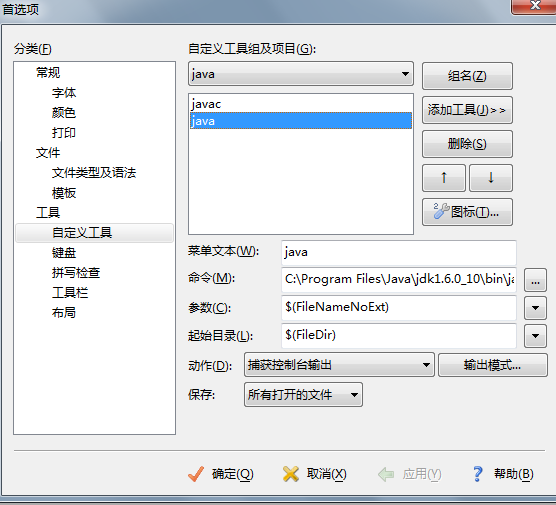 首选项
分类(F)
常规
字体
颜色
打印
文件
文件类型及语法
模板
工具
自定义工具
键盘
拼写检查
工具栏
布局
自定义工具组及项目(G):
java
组名(Z)
javac
java
添加工具(J)>>
删除(S)
↑
↓
图标(T)...
菜单文本(W):
java
命令(M):
C:\Program Files\Java\jdk1.6.0_10\bin\ja
...
参数(C):
$(FileNameNoExt)
起始目录(L):
$(FileDir)
动作(D):
捕获控制台输出
输出模式...
保存:
所有打开的文件
确定(Q)
取消(X)
应用(Y)
帮助(B)